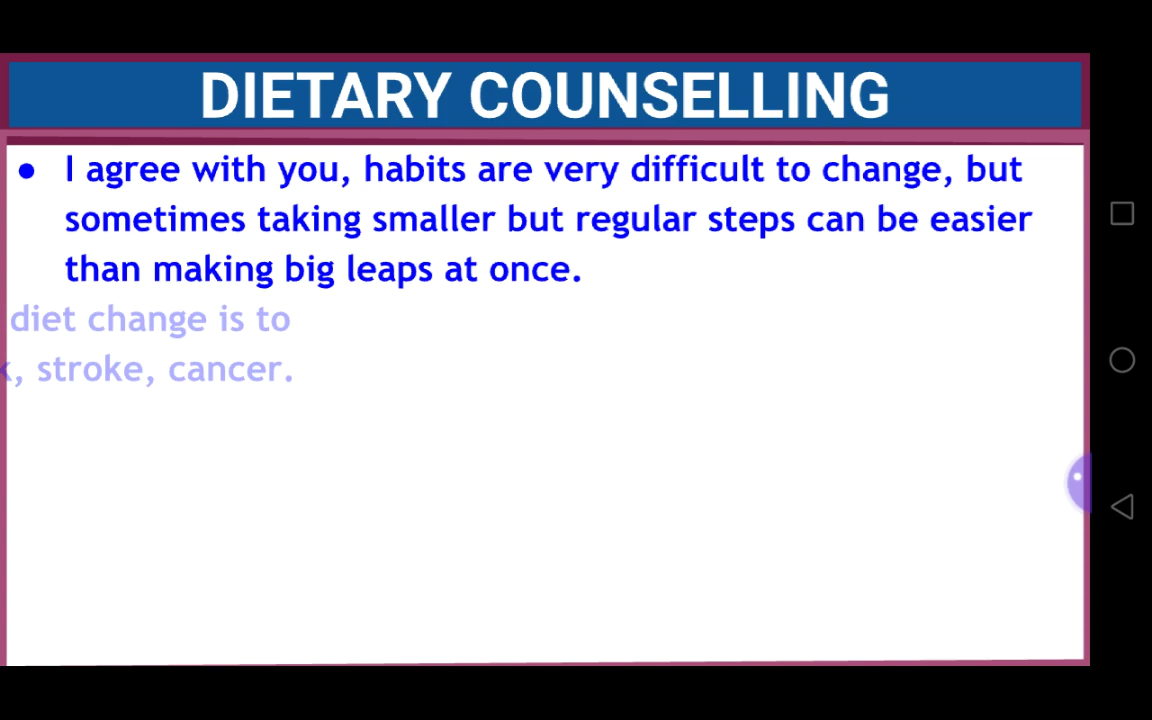 DIETARY COUNSELLING
● I agree with you, habits are very difficult to change, but
sometimes taking smaller but regular steps can be easier
than making big leaps at once.
diet change is to
, stroke, cancer.